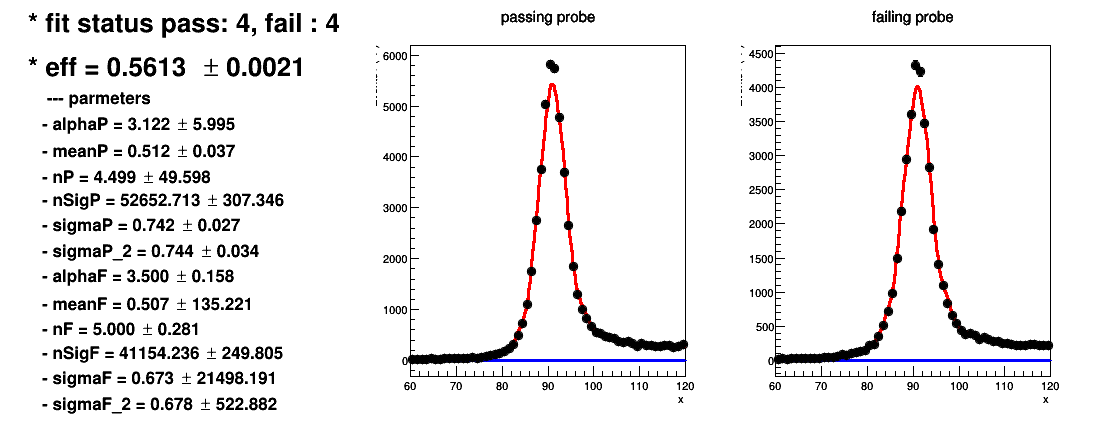 * fit status pass: 4, fail : 4
* eff = 0.5613 ± 0.0021
--- parmeters
- alphaP = 3.122 ± 5.995
- meanP = 0.512 ± 0.037
- nP = 4.499 ± 49.598
- nSigP = 52652.713 ± 307.346
- sigmaP = 0.742 ± 0.027
- sigmaP_2 = 0.744 ± 0.034
- alphaF = 3.500 ± 0.158
- meanF = 0.507 ± 135.221
- nF = 5.000 ± 0.281
- nSigF = 41154.236 ± 249.805
- sigmaF = 0.673 ± 21498.191
- sigmaF_2 = 0.678 ± 522.882
passing probe
6000
5000
4000
3000
2000
1000
0
60 70 80 90 100 110 120
x
failing probe
4500
4000
3500
3000
2500
2000
1500
1000
500
0
60 70 80 90 100 110 120
x